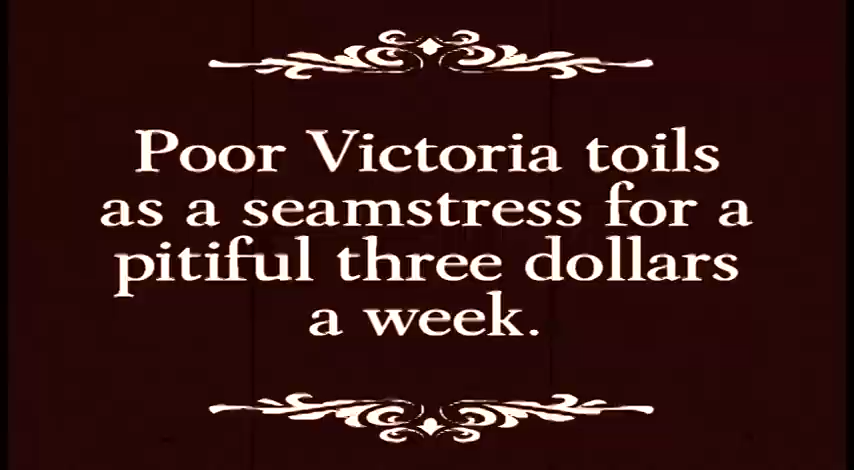 Poor Victoria toils
as a seamstress for a
pitiful three dollars
a week.